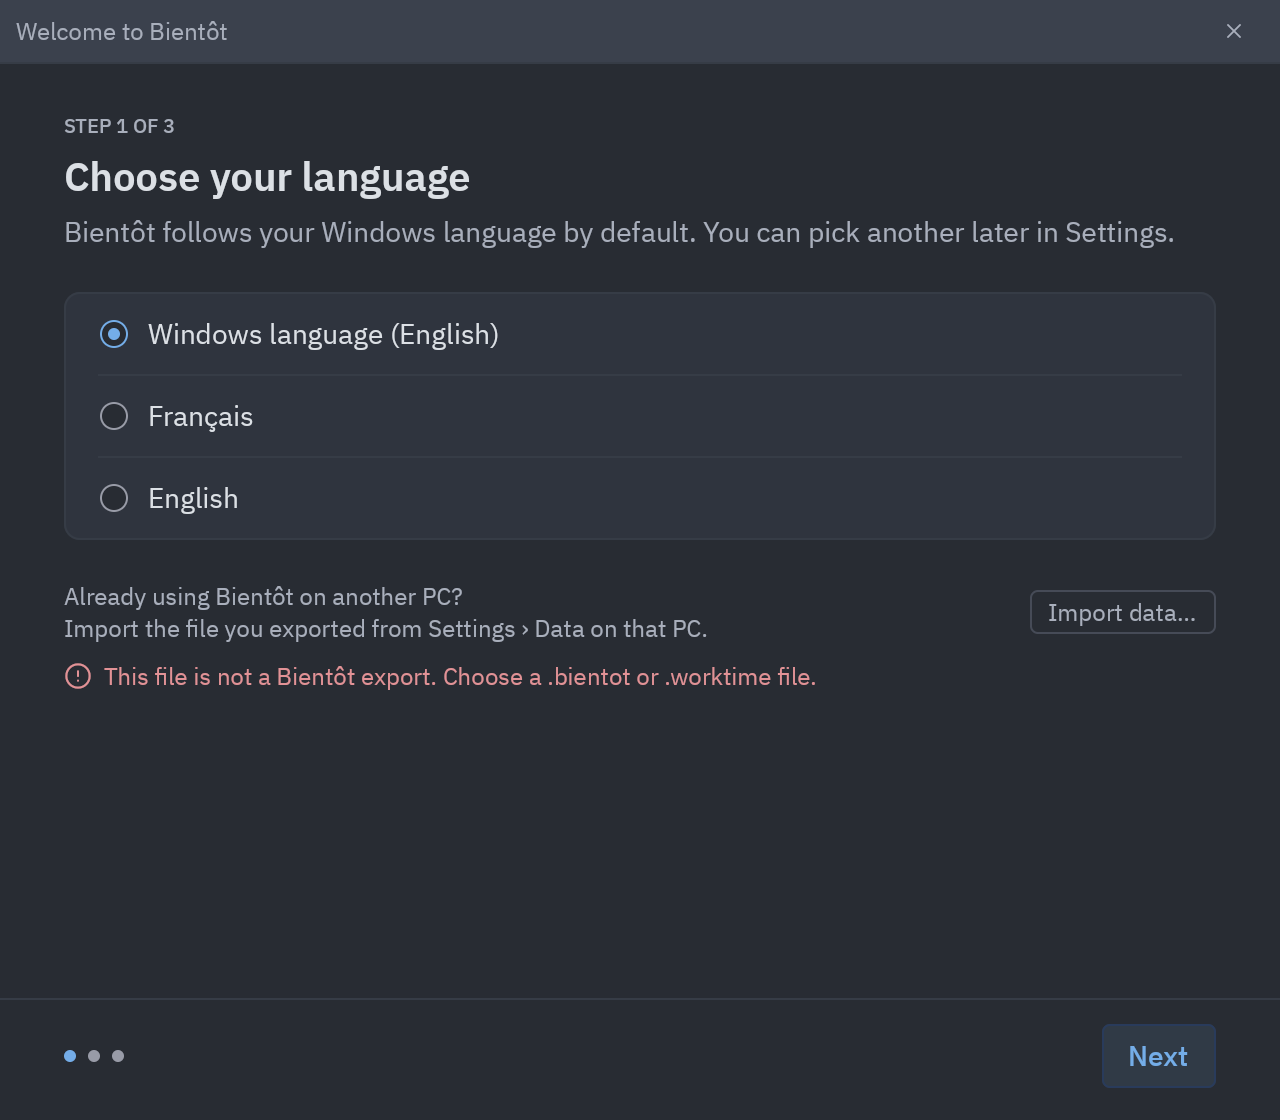 Welcome to Bientôt
STEP 1 OF 3
Choose your language
Bientôt follows your Windows language by default. You can pick another later in Settings.
Windows language (English)
Français
English
Already using Bientôt on another PC?
Import the file you exported from Settings › Data on that PC.
Import data…
This file is not a Bientôt export. Choose a .bientot or .worktime file.
Next